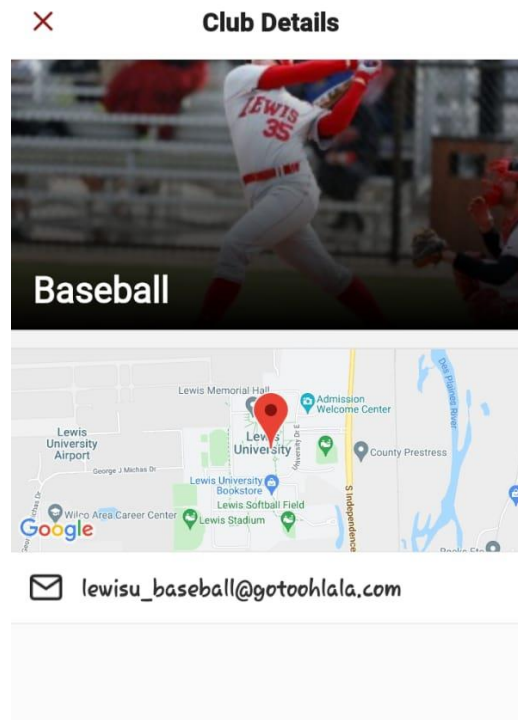 Club Details
LEWIS
35
Baseball
Des Plaines River
Lewis Memorial Hall
Admission
Welcome Center
Lewis
University
Airport
Lewis
University
University Dr E
County Prestress
George J Michas Dr
Lewis University
Bookstore
S Independence
Lewis Softball Field
Wilco Area Career Center
Lewis Stadium
Google
lewisu_baseball@gotoohlala.com